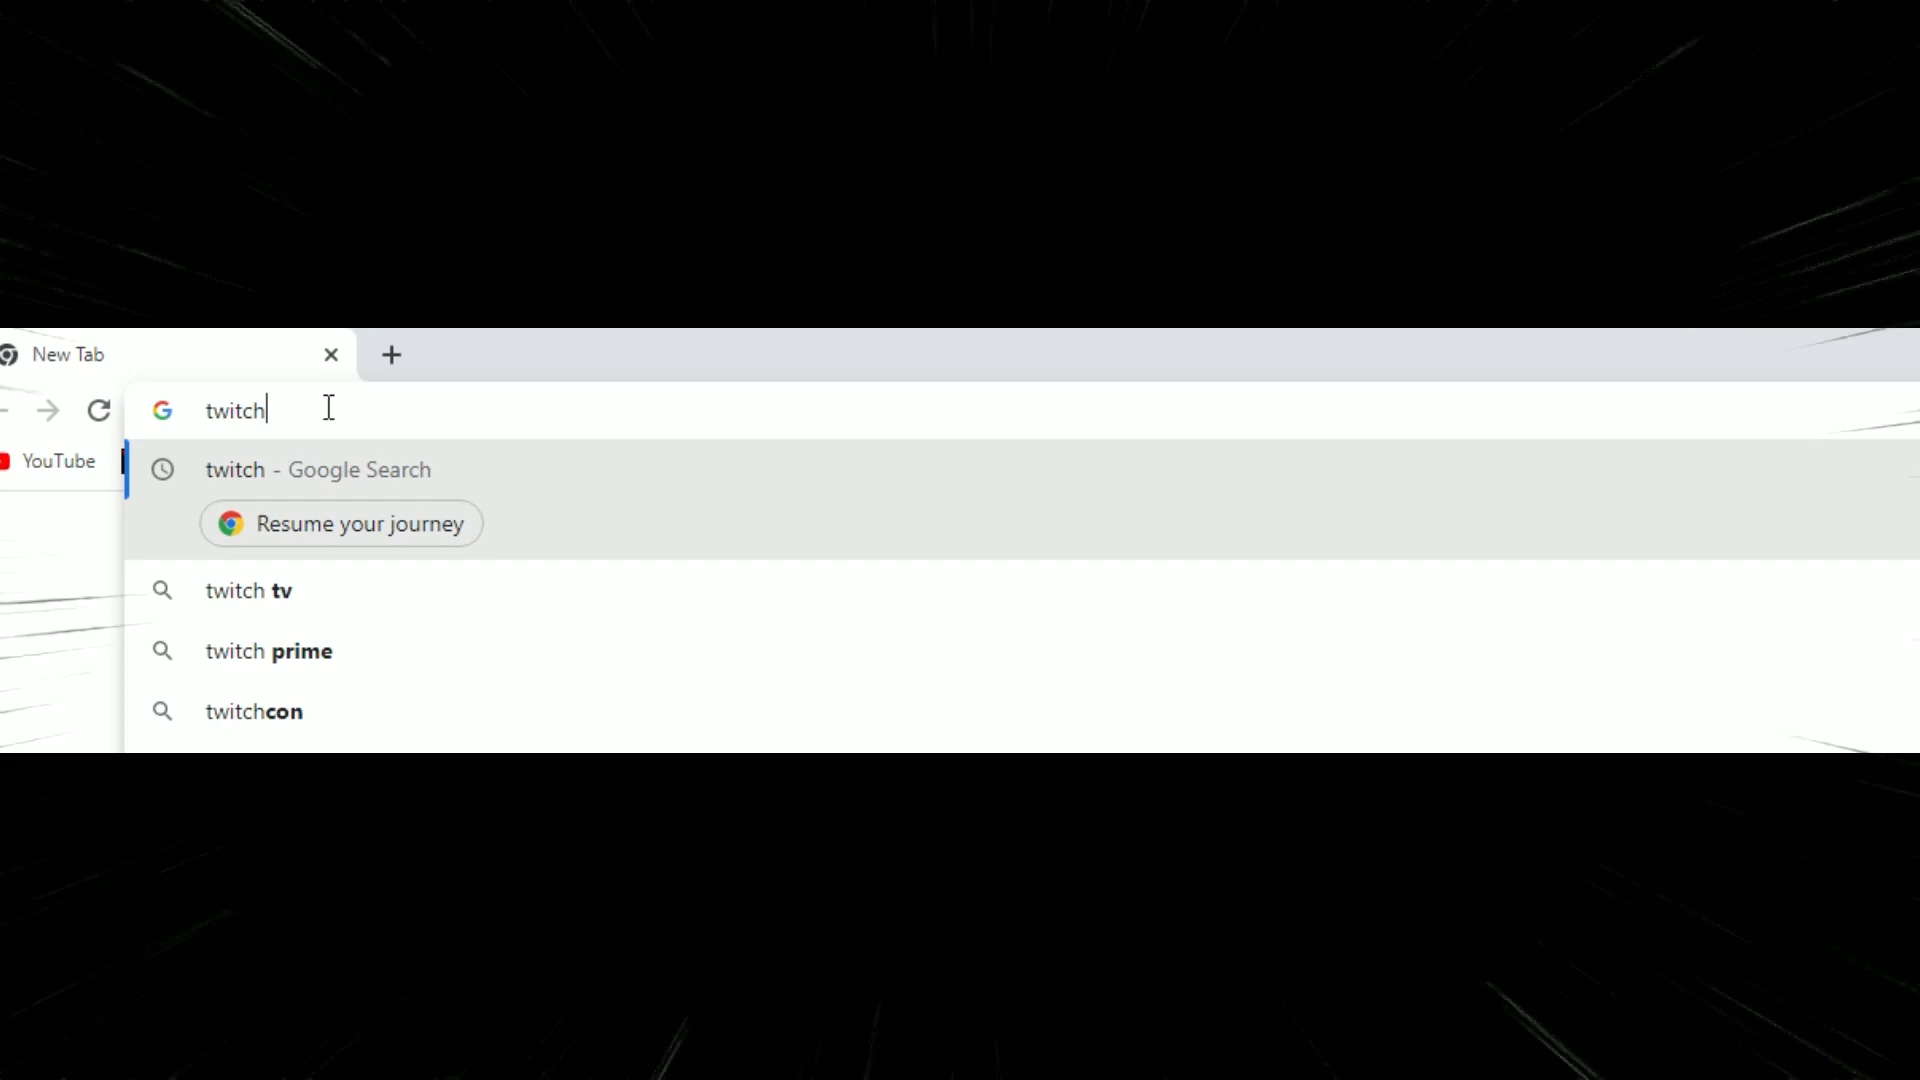 New Tab
twitch
YouTube
twitch - Google Search
Resume your journey
twitch tv
twitch prime
twitchcon